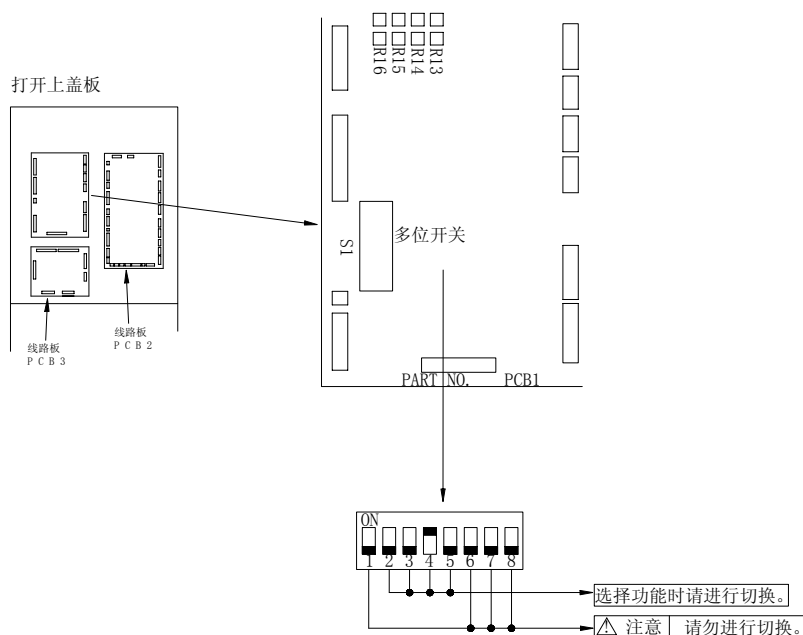 打开上盖板
R16
R15
R14
R13
S1
多位开关
线路板
PCB2
线路板
PCB3
PART NO. PCB1
ON
1 2 3 4 5 6 7 8
选择功能时请进行切换。
注意 请勿进行切换。